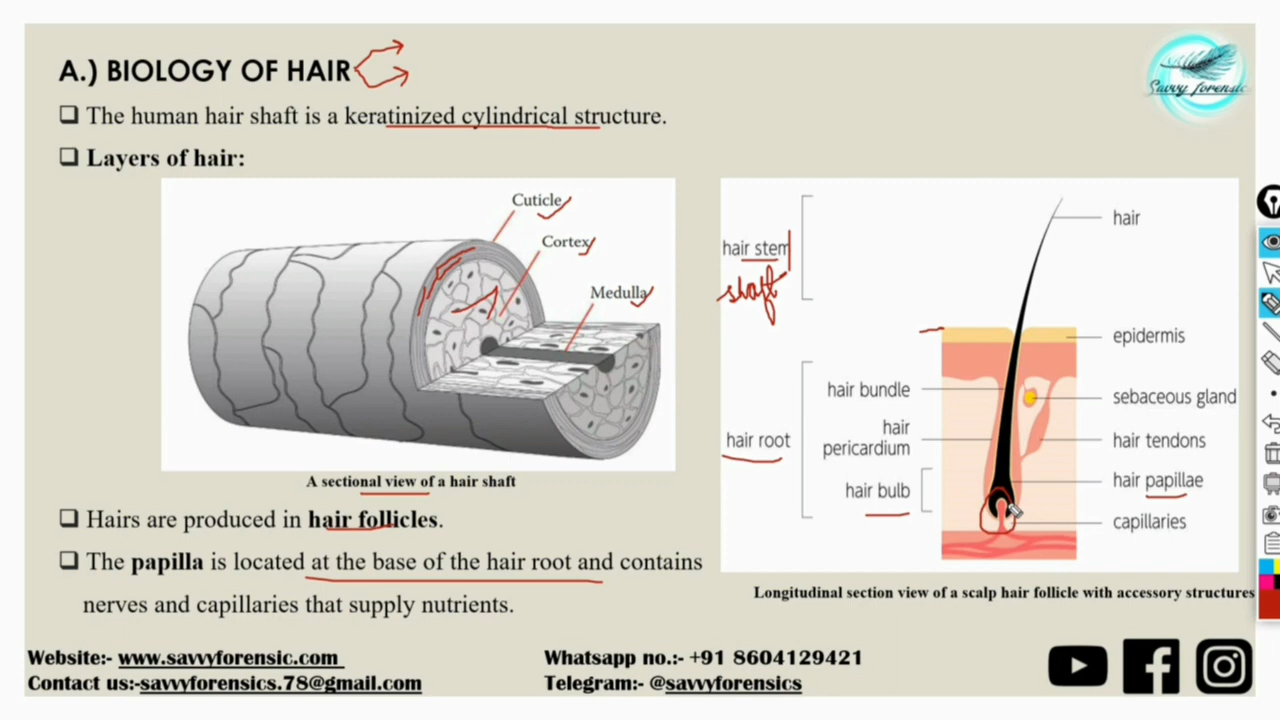 A.) BIOLOGY OF HAIR
Savvy forensic
❑ The human hair shaft is a keratinized cylindrical structure.
❑ Layers of hair:
Cuticle
Cortex
Medulla
A sectional view of a hair shaft
hair stem
shaft
hair
epidermis
hair bundle
sebaceous gland
hair
pericardium
hair tendons
hair root
hair papillae
hair bulb
capillaries
Longitudinal section view of a scalp hair follicle with accessory structures
❑ Hairs are produced in hair follicles.
❑ The papilla is located at the base of the hair root and contains
nerves and capillaries that supply nutrients.
Website:- www.savvyforensic.com
Contact us:-savvyforensics.78@gmail.com
Whatsapp no.:- +91 8604129421
Telegram:- @savvyforensics